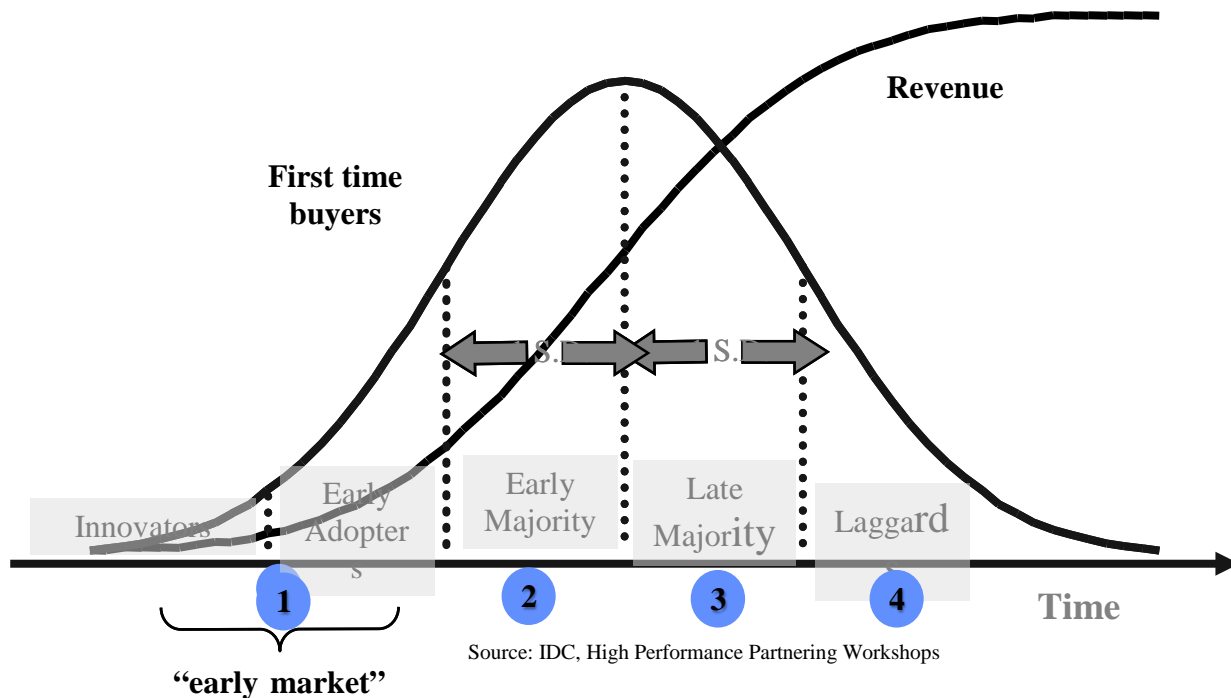 Revenue
First time
buyers
S.
S.
Innovators
Early
Adopter
s
Early
Majority
Late
Majority
Laggard
1
2
3
4
Time
Source: IDC, High Performance Partnering Workshops
“early market”